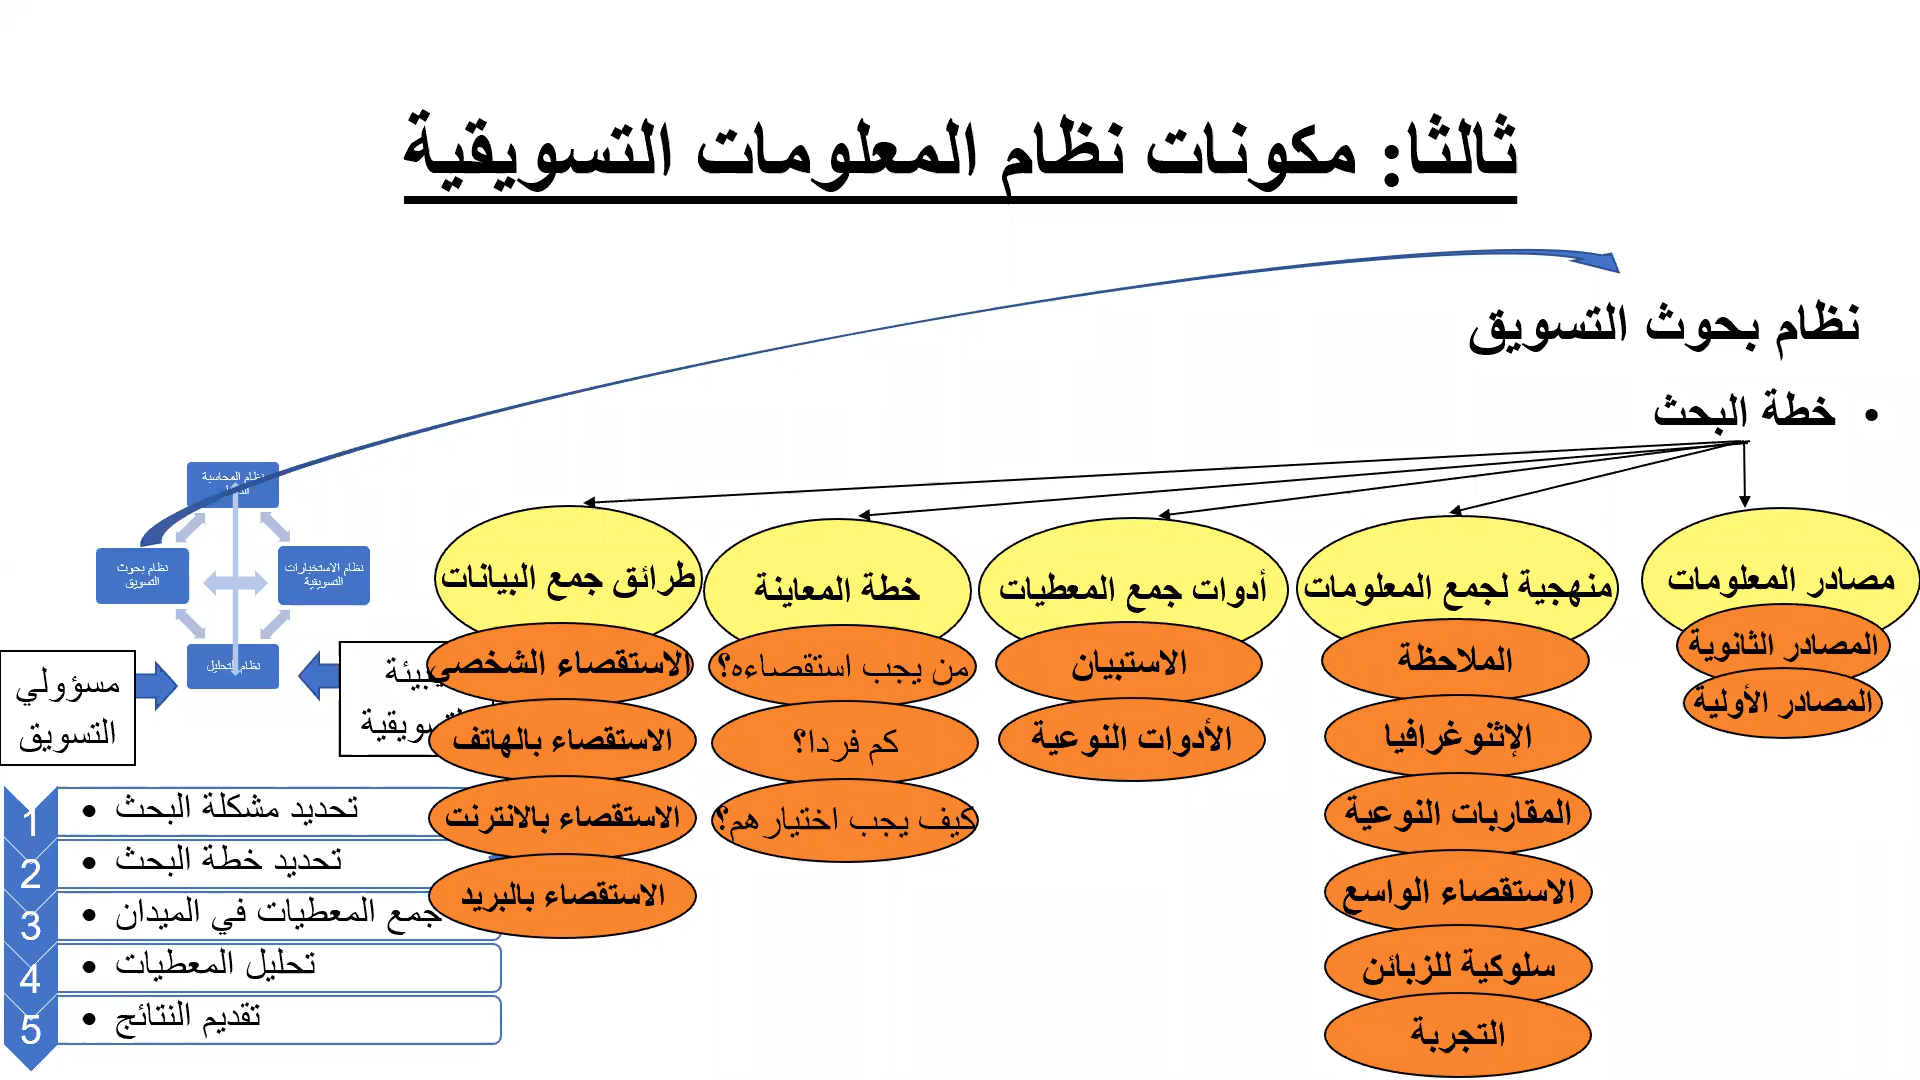 ثالثا: مكونات نظام المعلومات التسويقية
نظام بحوث التسويق
• خطة البحث
مصادر المعلومات
المصادر الثانوية
المصادر الأولية
منهجية لجمع المعلومات
الملاحظة
الإثنوغرافيا
المقاربات النوعية
الاستقصاء الواسع
سلوكية للزبائن
التجربة
أدوات جمع المعطيات
الاستبيان
الأدوات النوعية
خطة المعاينة
من يجب استقصاءه؟
كم فردا؟
كيف يجب اختيارهم؟
طرائق جمع البيانات
الاستقصاء الشخصي
الاستقصاء بالهاتف
الاستقصاء بالانترنت
الاستقصاء بالبريد
نظام المحاسبة
نظام الاستخبارات
التسويقية
نظام بحوث
التسويق
نظام التحليل
مسؤولي
التسويق
1
• تحديد مشكلة البحث
2
• تحديد خطة البحث
3
• جمع المعطيات في الميدان
4
• تحليل المعطيات
5
• تقديم النتائج